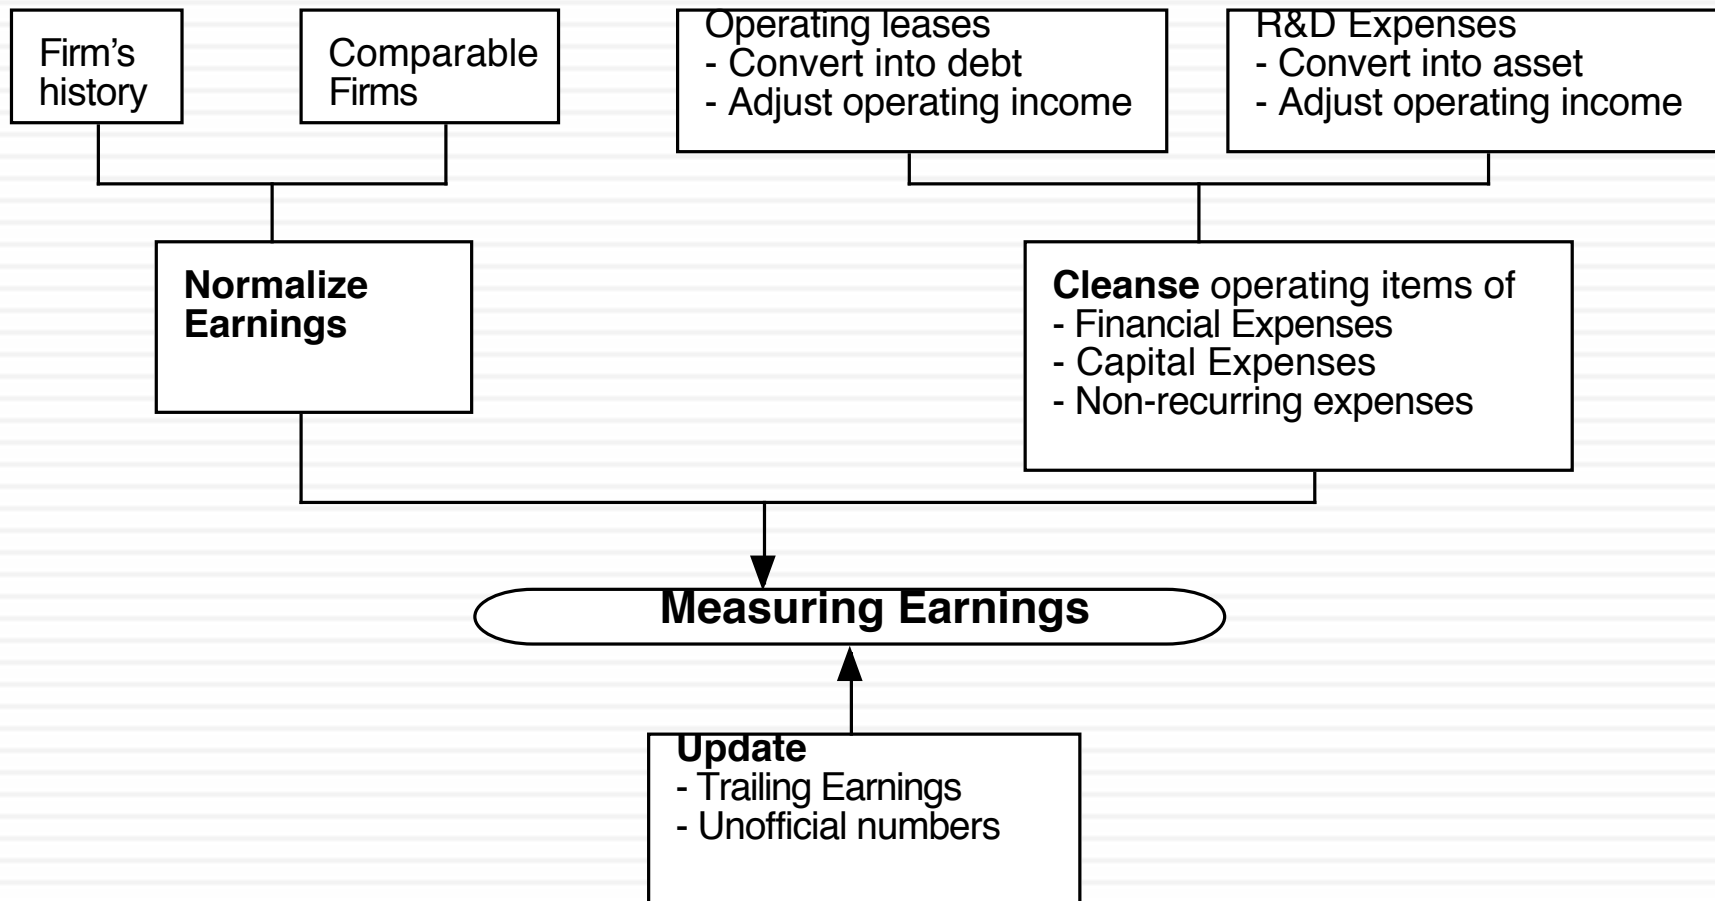 Firm’s
history
Comparable
Firms
Operating leases
- Convert into debt
- Adjust operating income
R&D Expenses
- Convert into asset
- Adjust operating income
Normalize
Earnings
Cleanse operating items of
- Financial Expenses
- Capital Expenses
- Non-recurring expenses
Measuring Earnings
Update
- Trailing Earnings
- Unofficial numbers